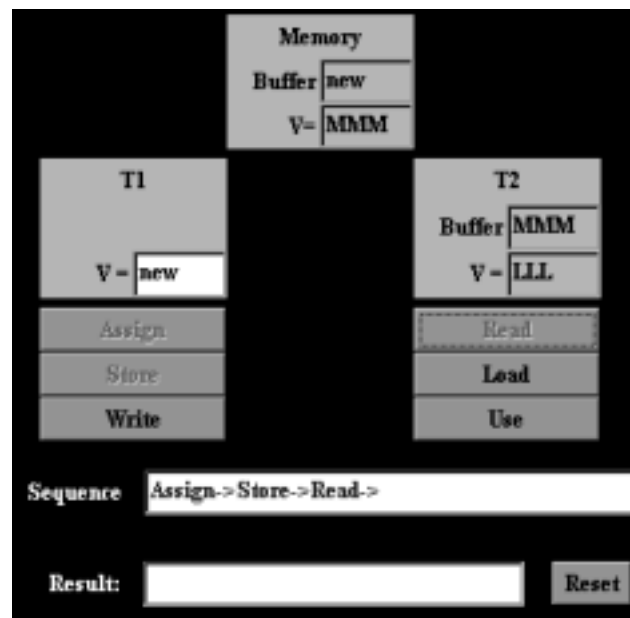 Memory
Buffer new
V= MMM
T1
V = new
T2
Buffer MMM
V = LLL
Assign
Store
Write
Read
Load
Use
Sequence Assign->Store->Read->
Result:
Reset